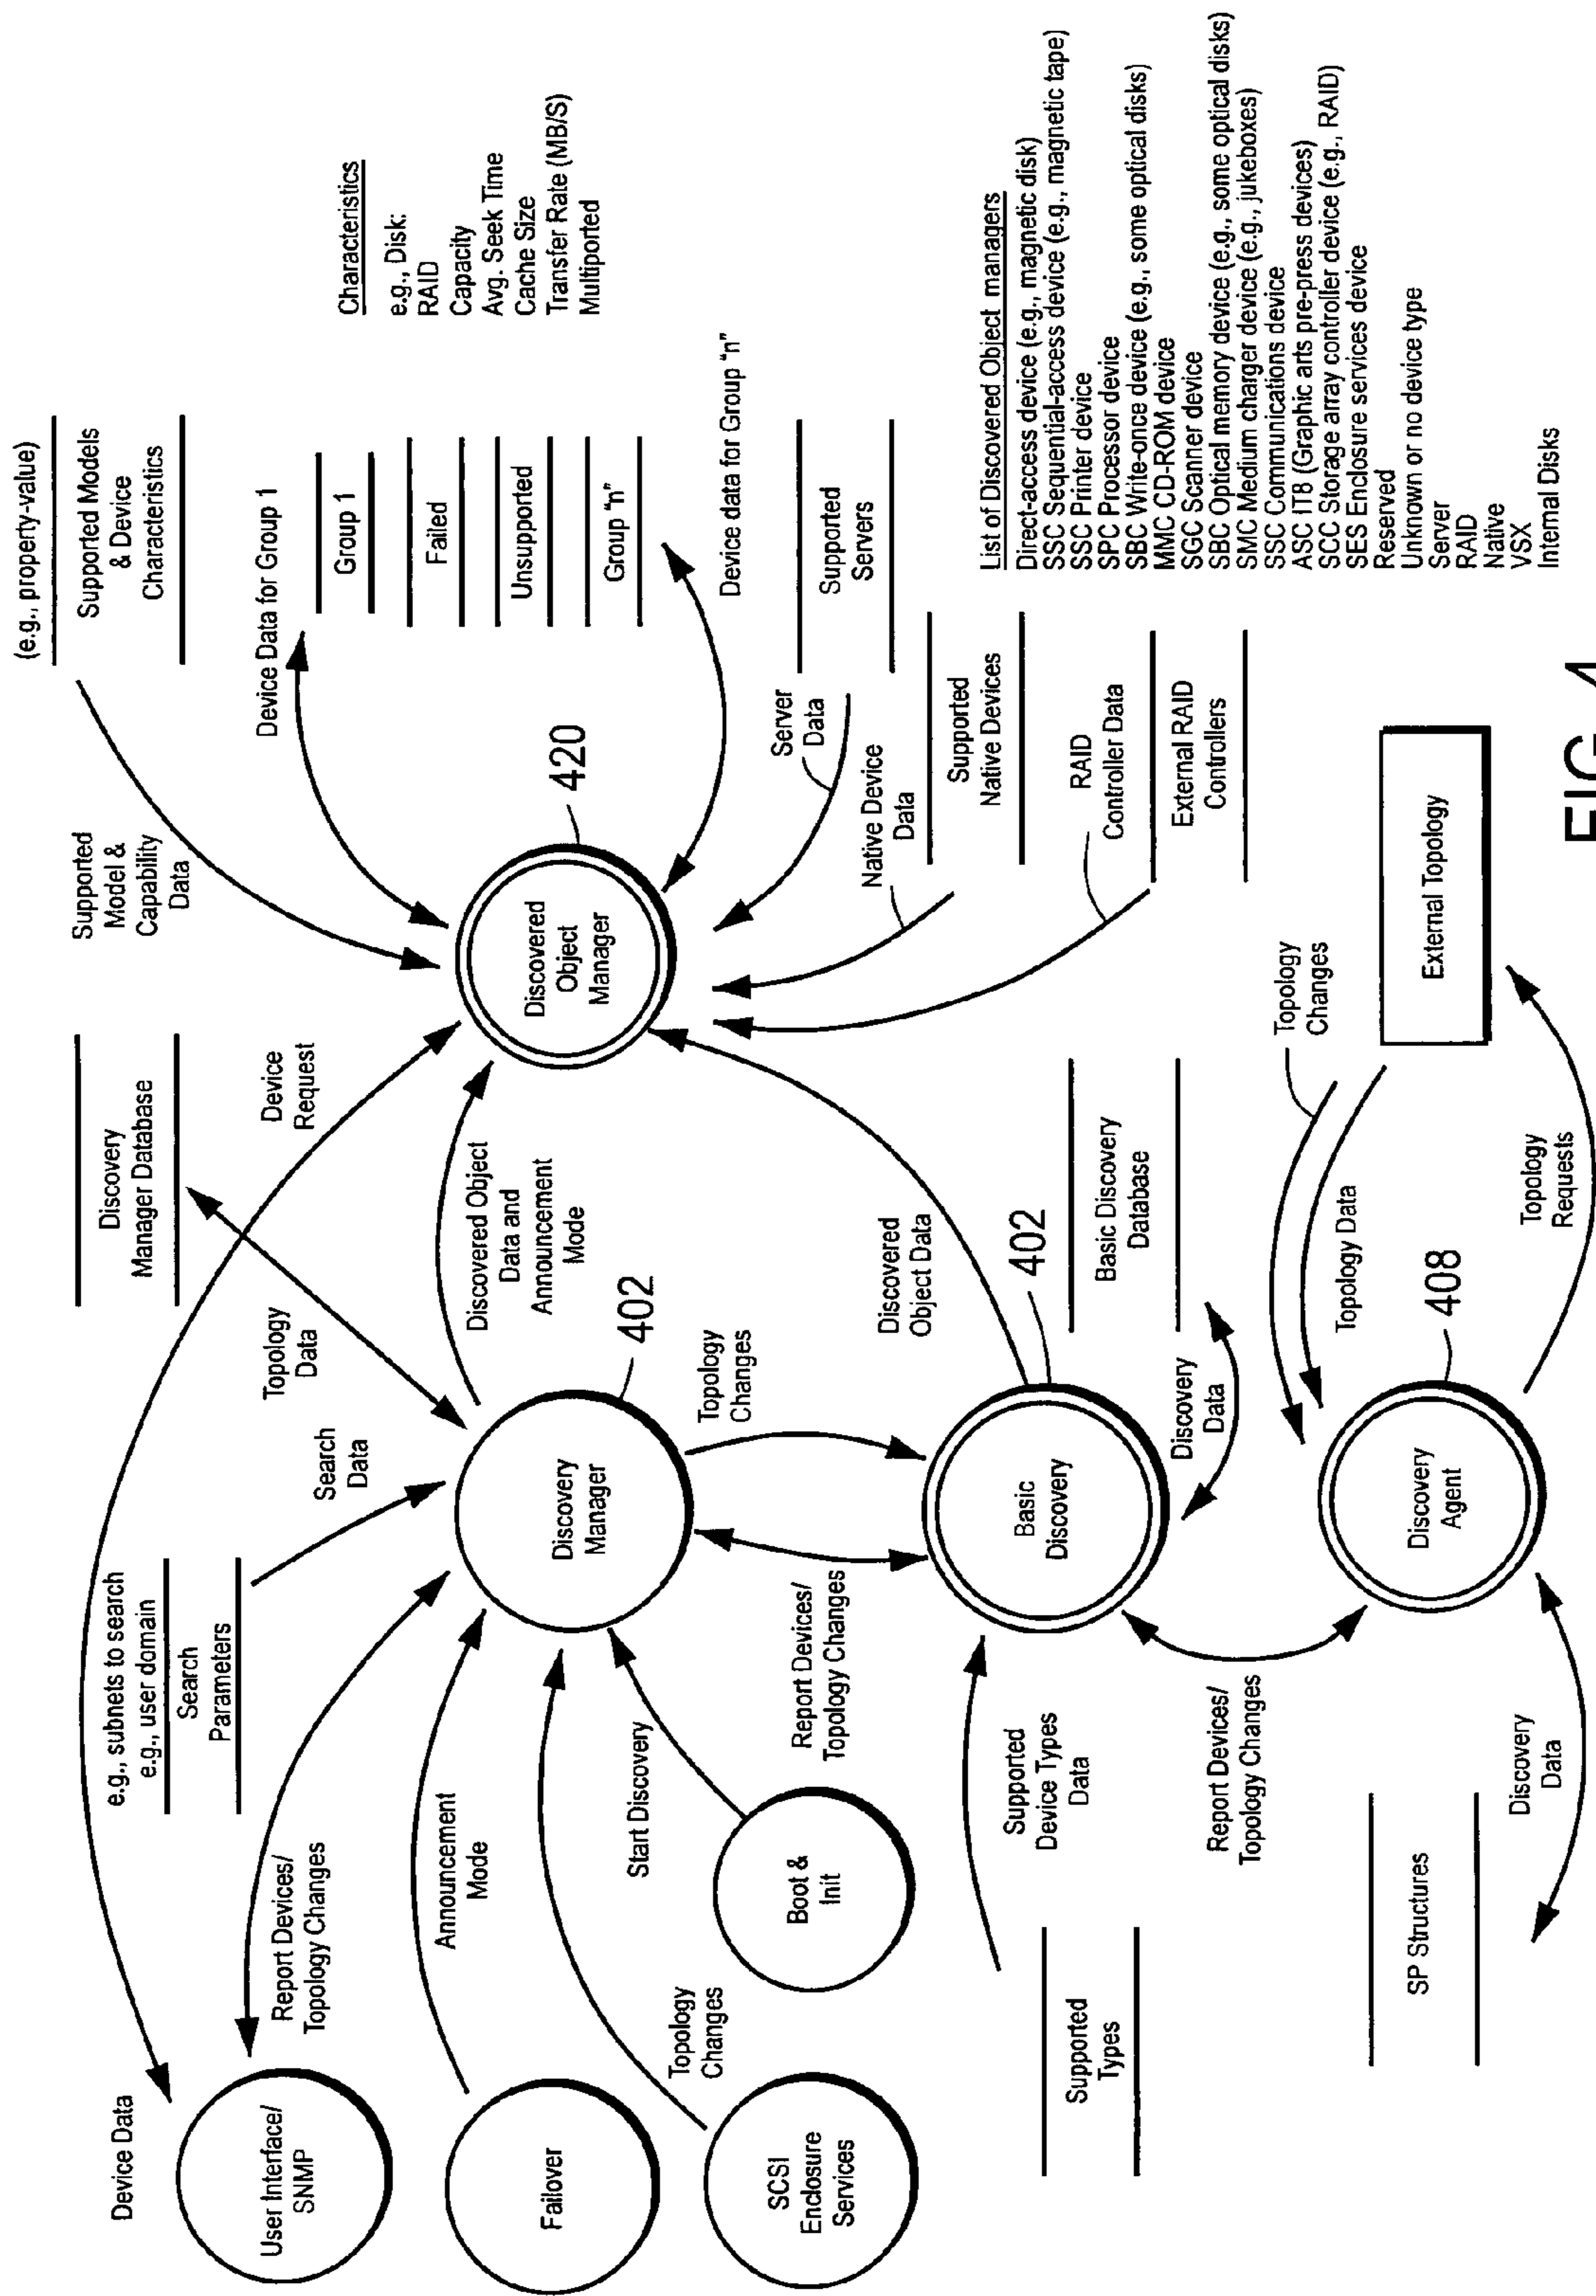 Device Data
User Interface/
SNMP
Failover
SCSI
Enclosure
Services
Report Devices/
Topology Changes
Announcement
Mode
Topology
Changes
Start Discovery
Boot &
Init
e.g., subnets to search
e.g., user domain
Search
Parameters
Search
Data
Topology
Data
Discovery
Manager Database
Device
Request
Discovery
Manager
402
Discovered Object
Data and
Announcement
Mode
Supported
Model &
Capability
Data
(e.g., property-value)
Supported Models
& Device
Characteristics
Device Data for Group 1
Group 1
Failed
Unsupported
Group "n"
Device data for Group "n"
Characteristics
e.g., Disk:
RAID
Capacity
Avg. Seek Time
Cache Size
Transfer Rate (MB/S)
Multiported
Discovered
Object
Manager
420
Server
Data
Supported
Servers
Native Device
Data
Supported
Native Devices
RAID
Controller Data
External RAID
Controllers
List of Discovered Object managers
Direct-access device (e.g., magnetic disk)
SSC Sequential-access device (e.g., magnetic tape)
SSC Printer device
SPC Processor device
SBC Write-once device (e.g., some optical disks)
MMC CD-ROM device
SGC Scanner device
SBC Optical memory device (e.g., some optical disks)
SMC Medium charger device (e.g., jukeboxes)
SSC Communications device
ASC IT8 (Graphic arts pre-press devices)
SCC Storage array controller device (e.g., RAID)
SES Enclosure services device
Reserved
Unknown or no device type
Server
RAID
Native
VSX
Internal Disks
Report Devices/
Topology Changes
Topology
Changes
Discovered
Object Data
Supported
Types
Supported
Device Types
Data
Basic
Discovery
402
Basic Discovery
Database
Discovery
Data
Report Devices/
Topology Changes
SP Structures
Discovery
Data
Discovery
Agent
408
Topology
Changes
Topology Data
Topology
Requests
External Topology
FIG. 4